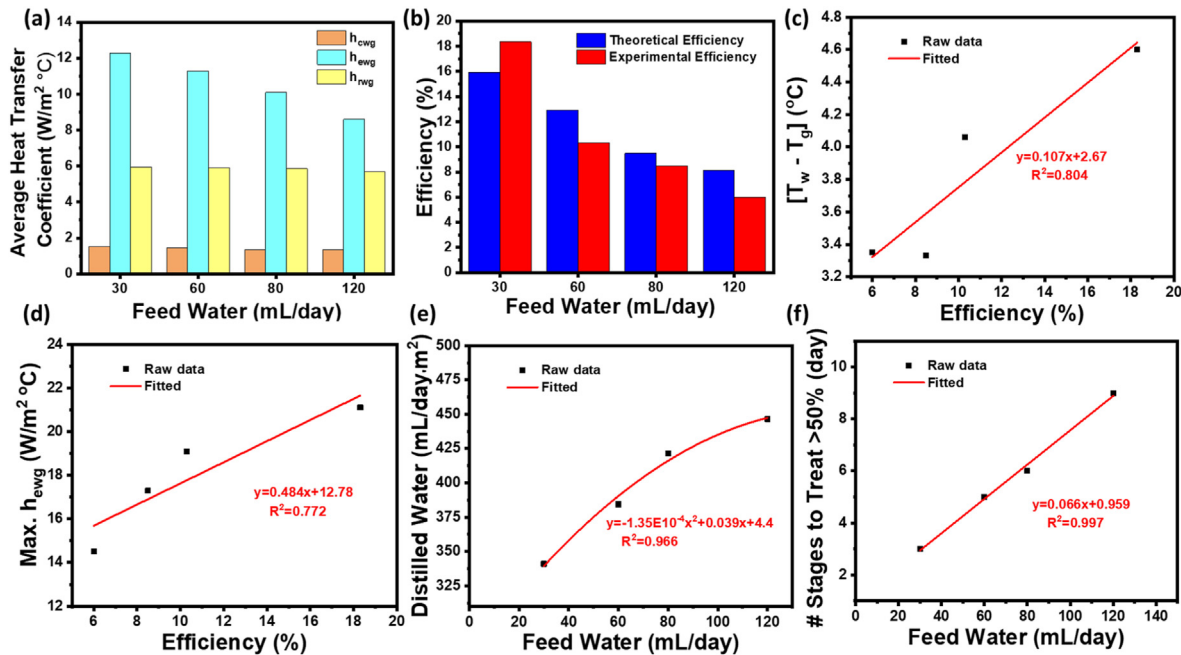 (a)
Average Heat Transfer
Coefficient (W/m² °C)
14
12
10
8
6
4
2
0
h_cwg
h_ewg
h_rwg
30 60 80 120
Feed Water (mL/day)
(b)
Efficiency (%)
20
18
16
14
12
10
8
6
4
2
0
Theoretical Efficiency
Experimental Efficiency
30 60 80 120
Feed Water (mL/day)
(c)
[T_w - T_g] (°C)
4.8
4.6
4.4
4.2
4.0
3.8
3.6
3.4
3.2
Raw data
Fitted
y=0.107x+2.67
R²=0.804
6 8 10 12 14 16 18 20
Efficiency (%)
(d)
Max. h_ewg (W/m² °C)
24
22
20
18
16
14
12
Raw data
Fitted
y=0.484x+12.78
R²=0.772
6 8 10 12 14 16 18 20
Efficiency (%)
(e)
Distilled Water (mL/day.m²)
500
475
450
425
400
375
350
325
Raw data
Fitted
y=-1.35E10⁻⁴x²+0.039x+4.4
R²=0.966
0 20 40 60 80 100 120
Feed Water (mL/day)
(f)
# Stages to Treat >50% (day)
10
8
6
4
2
Raw data
Fitted
y=0.066x+0.959
R²=0.997
0 20 40 60 80 100 120 140
Feed Water (mL/day)